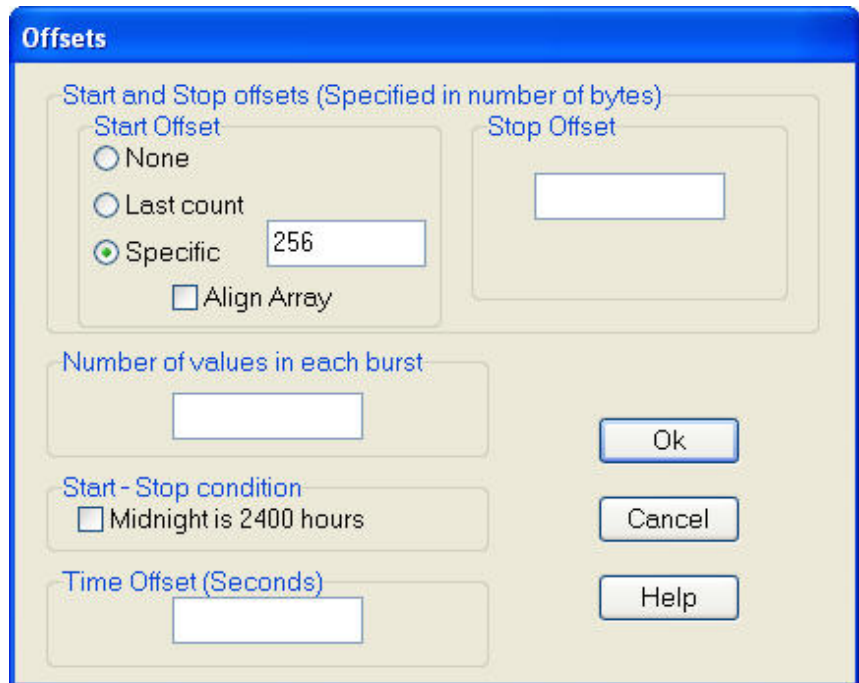 Offsets
Start and Stop offsets (Specified in number of bytes)
Start Offset
None
Last count
Specific
256
Align Array
Stop Offset
Number of values in each burst
Start - Stop condition
Midnight is 2400 hours
Time Offset (Seconds)
Ok
Cancel
Help